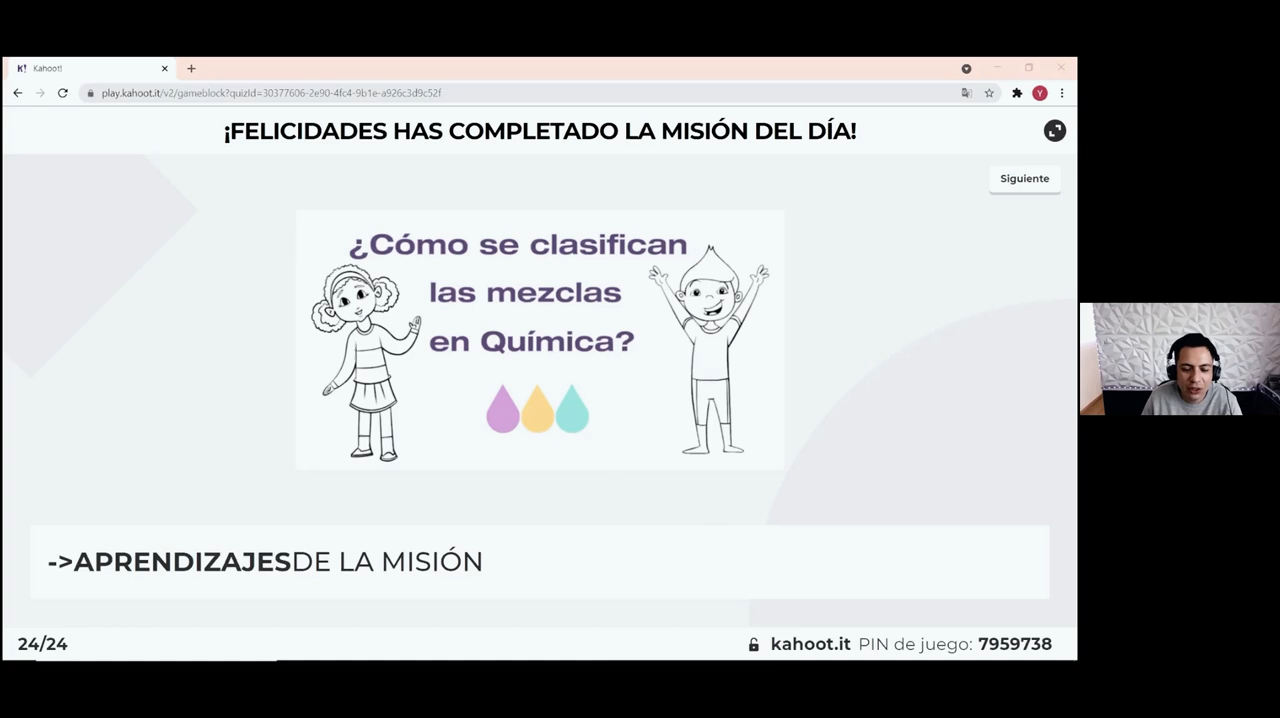 K! Kahoot!
play.kahoot.it/v2/gameblock?quizId=30377606-2e90-4fc4-9b1e-a926c3d9c52f
Y
¡FELICIDADES HAS COMPLETADO LA MISIÓN DEL DÍA!
Siguiente
¿Cómo se clasifican
las mezclas
en Química?
->APRENDIZAJESDE LA MISIÓN
24/24
kahoot.it PIN de juego: 7959738